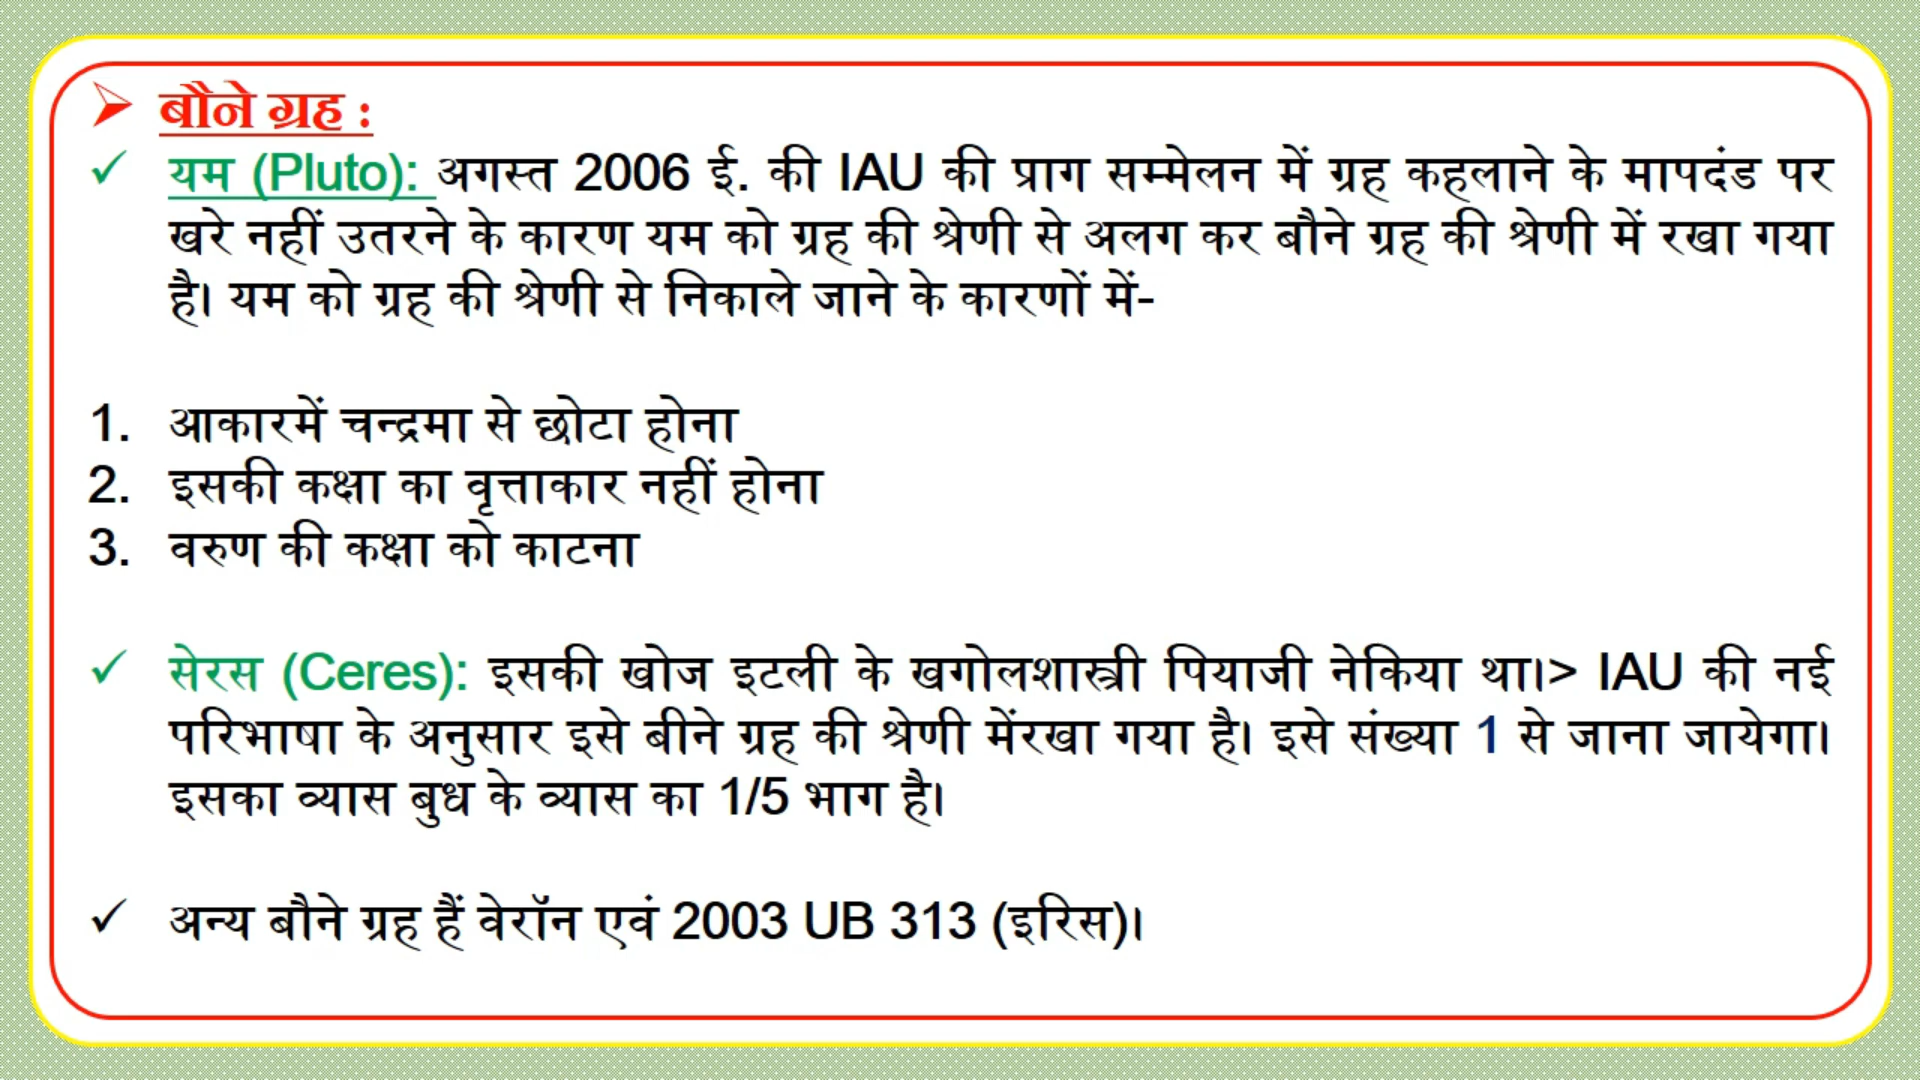 बौने ग्रह :
यम (Pluto): अगस्त 2006 ई. की IAU की प्राग सम्मेलन में ग्रह कहलाने के मापदंड पर
खरे नहीं उतरने के कारण यम को ग्रह की श्रेणी से अलग कर बौने ग्रह की श्रेणी में रखा गया
है। यम को ग्रह की श्रेणी से निकाले जाने के कारणों में-
1. आकारमें चन्द्रमा से छोटा होना
2. इसकी कक्षा का वृत्ताकार नहीं होना
3. वरुण की कक्षा को काटना
सेरस (Ceres): इसकी खोज इटली के खगोलशास्त्री पियाजी नेकिया था।> IAU की नई
परिभाषा के अनुसार इसे बीने ग्रह की श्रेणी मेंरखा गया है। इसे संख्या 1 से जाना जायेगा।
इसका व्यास बुध के व्यास का 1/5 भाग है।
अन्य बौने ग्रह हैं वेरॉन एवं 2003 UB 313 (इरिस)।